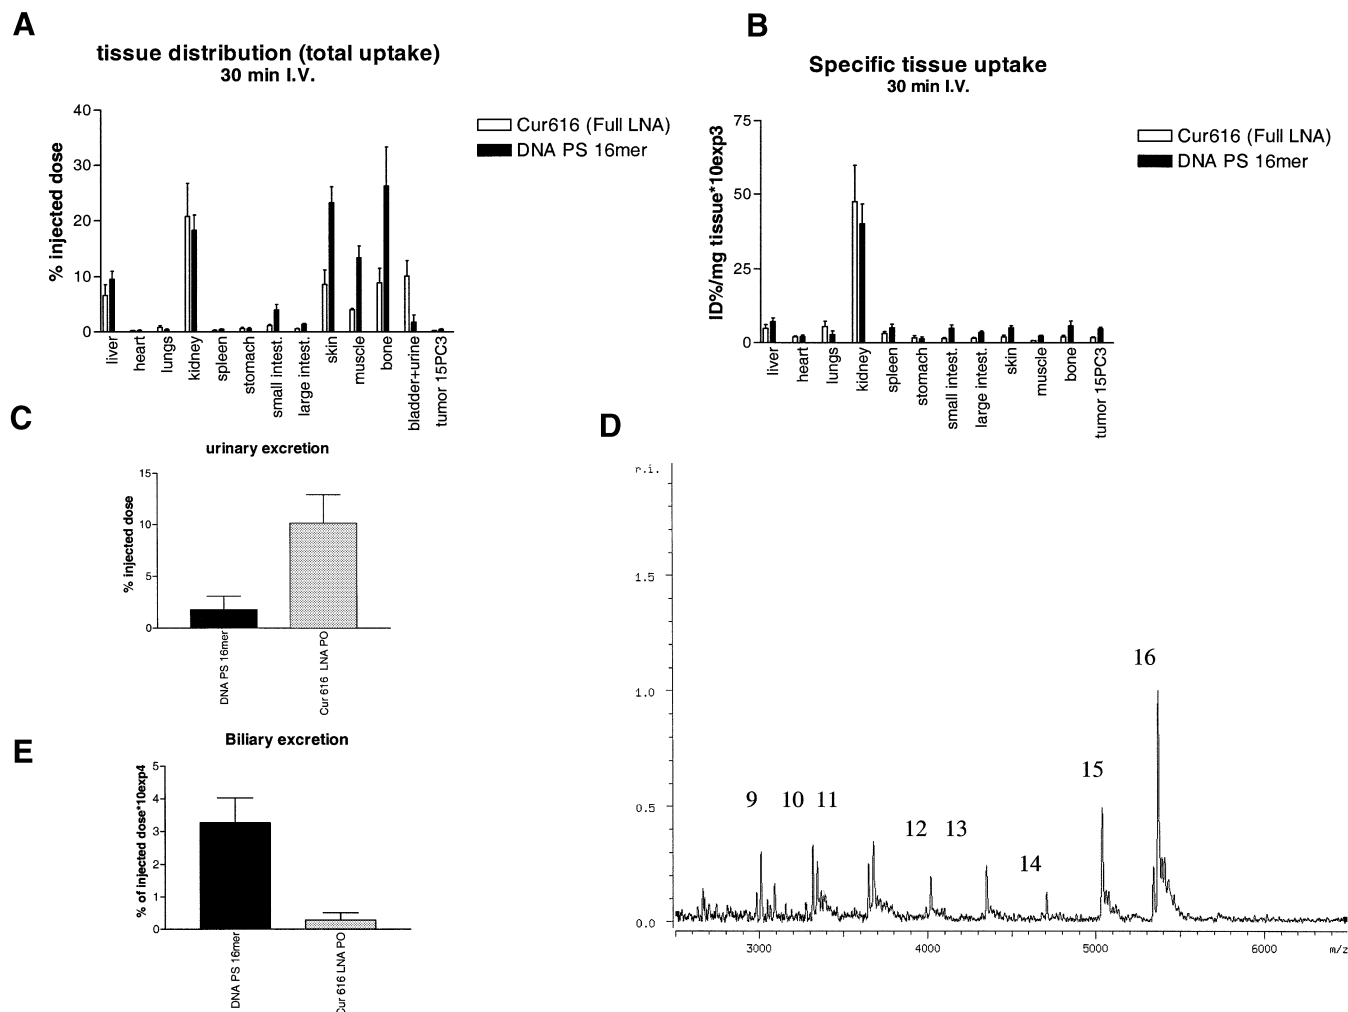 A
tissue distribution (total uptake)
30 min I.V.
Cur616 (Full LNA)
DNA PS 16mer
% injected dose
40
30
20
10
0
liver
heart
lungs
kidney
spleen
stomach
small intest.
large intest.
skin
muscle
bone
bladder+urine
tumor 15PC3
B
Specific tissue uptake
30 min I.V.
Cur616 (Full LNA)
DNA PS 16mer
ID%/mg tissue*10exp3
75
50
25
0
liver
heart
lungs
kidney
spleen
stomach
small intest.
large intest.
skin
muscle
bone
tumor 15PC3
C
urinary excretion
% injected dose
15
10
5
0
DNA PS 16mer
Cur 616 LNA PO
D
r.i.
1.5
1.0
0.5
0.0
9
10
11
12
13
14
15
16
3000
4000
5000
6000
m/z
E
Biliary excretion
% of injected dose*10exp4
5
4
3
2
1
0
DNA PS 16mer
Cur 616 LNA PO